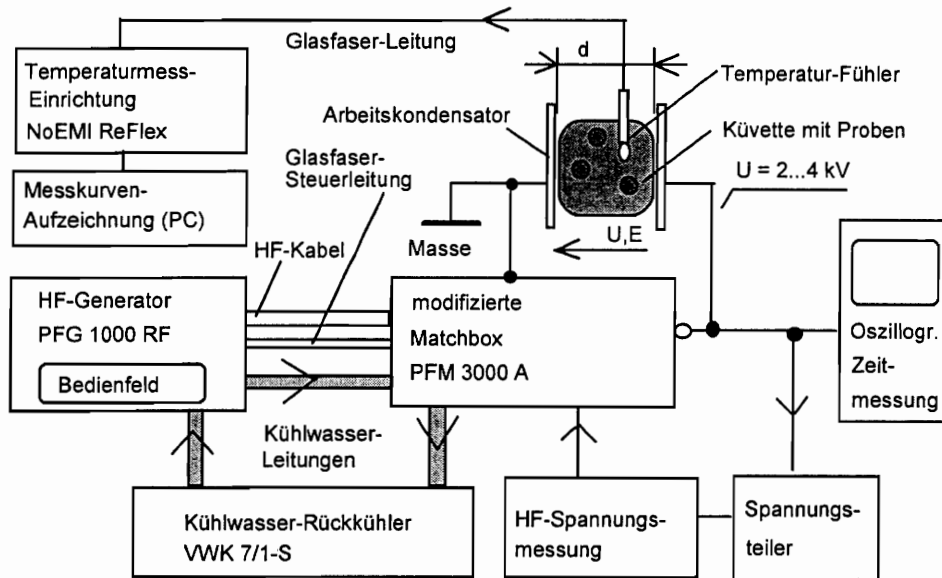 Glasfaser-Leitung
d
Temperaturmess-
Einrichtung
NoEMI ReFlex
Temperatur-Fühler
Arbeitskondensator
Küvette mit Proben
Glasfaser-
Steuerleitung
U = 2...4 kV
Messkurven-
Aufzeichnung (PC)
Masse
U,E
HF-Kabel
HF-Generator
PFG 1000 RF
Bedienfeld
modifizierte
Matchbox
PFM 3000 A
Oszillogr.
Zeit-
messung
Kühlwasser-
Leitungen
Kühlwasser-Rückkühler
VWK 7/1-S
HF-Spannungs-
messung
Spannungs-
teiler